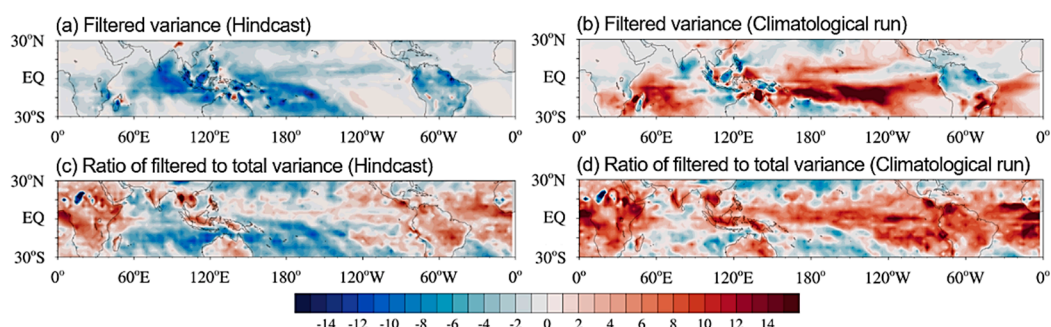 (a) Filtered variance (Hindcast)
(b) Filtered variance (Climatological run)
30°N
EQ
30°S
0° 60°E 120°E 180° 120°W 60°W 0°
30°N
EQ
30°S
0° 60°E 120°E 180° 120°W 60°W 0°
(c) Ratio of filtered to total variance (Hindcast)
(d) Ratio of filtered to total variance (Climatological run)
30°N
EQ
30°S
0° 60°E 120°E 180° 120°W 60°W 0°
30°N
EQ
30°S
0° 60°E 120°E 180° 120°W 60°W 0°
-14 -12 -10 -8 -6 -4 -2 0 2 4 6 8 10 12 14